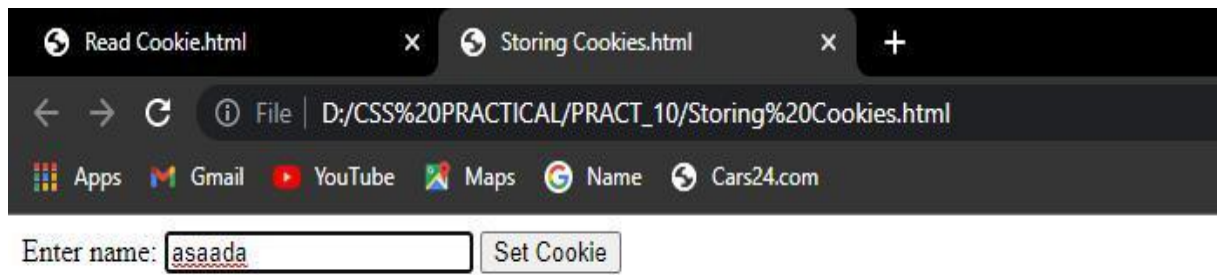 Read Cookie.html × Storing Cookies.html × +
File | D:/CSS%20PRACTICAL/PRACT_10/Storing%20Cookies.html
Apps Gmail YouTube Maps Name Cars24.com
Enter name: asaada Set Cookie